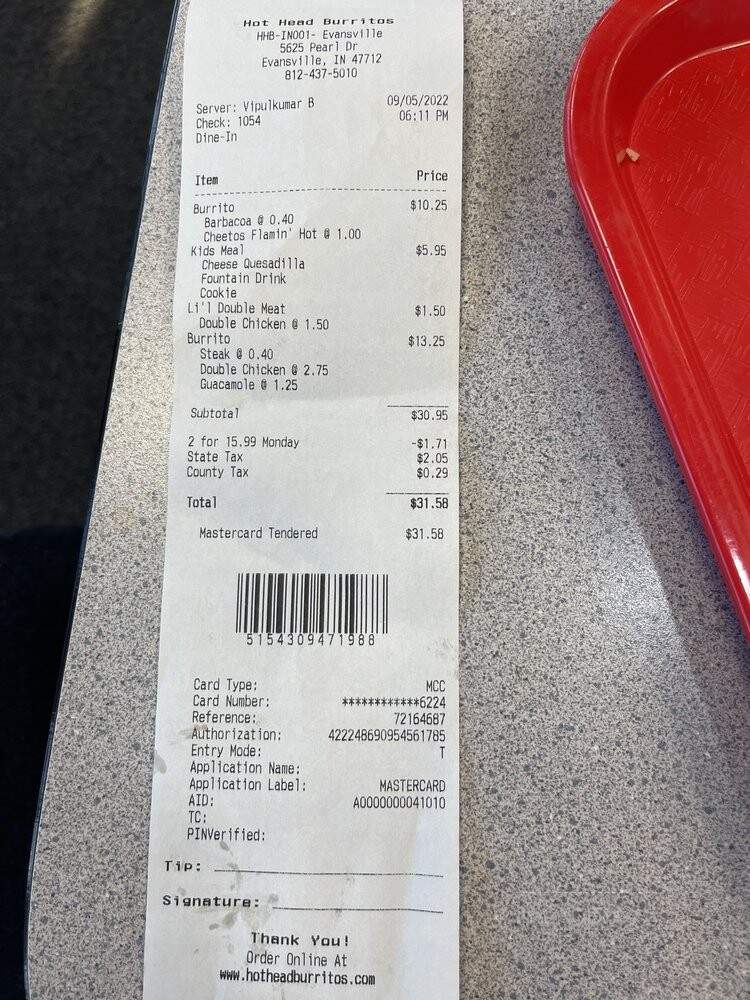 Hot Head Burritos
HHB-IN001- Evansville
5625 Pearl Dr
Evansville, IN 47712
812-437-5010
Server: Vipulkumar B 09/05/2022
Check: 1054 06:11 PM
Dine-In
Item Price
Burrito $10.25
Barbacoa @ 0.40
Cheetos Flamin' Hot @ 1.00
Kids Meal $5.95
Cheese Quesadilla
Fountain Drink
Cookie
Li'l Double Meat $1.50
Double Chicken @ 1.50
Burrito $13.25
Steak @ 0.40
Double Chicken @ 2.75
Guacamole @ 1.25
Subtotal $30.95
2 for 15.99 Monday -$1.71
State Tax $2.05
County Tax $0.29
Total $31.58
Mastercard Tendered $31.58
5154309471988
Card Type: MCC
Card Number: ************6224
Reference: 72164687
Authorization: 422248690954561785
Entry Mode: T
Application Name:
Application Label: MASTERCARD
AID: A0000000041010
TC:
PINVerified:
Tip:
Signature:
Thank You!
Order Online At
www.hotheadburritos.com